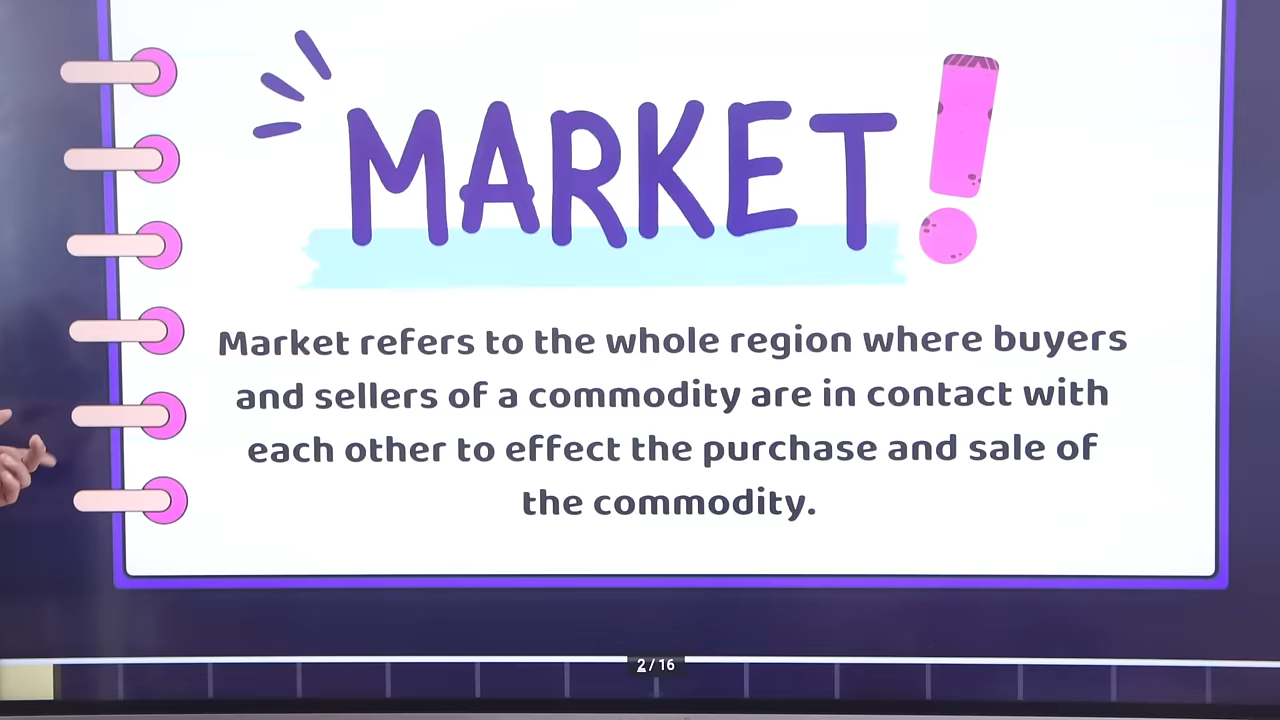 MARKET!
Market refers to the whole region where buyers
and sellers of a commodity are in contact with
each other to effect the purchase and sale of
the commodity.
2 / 16